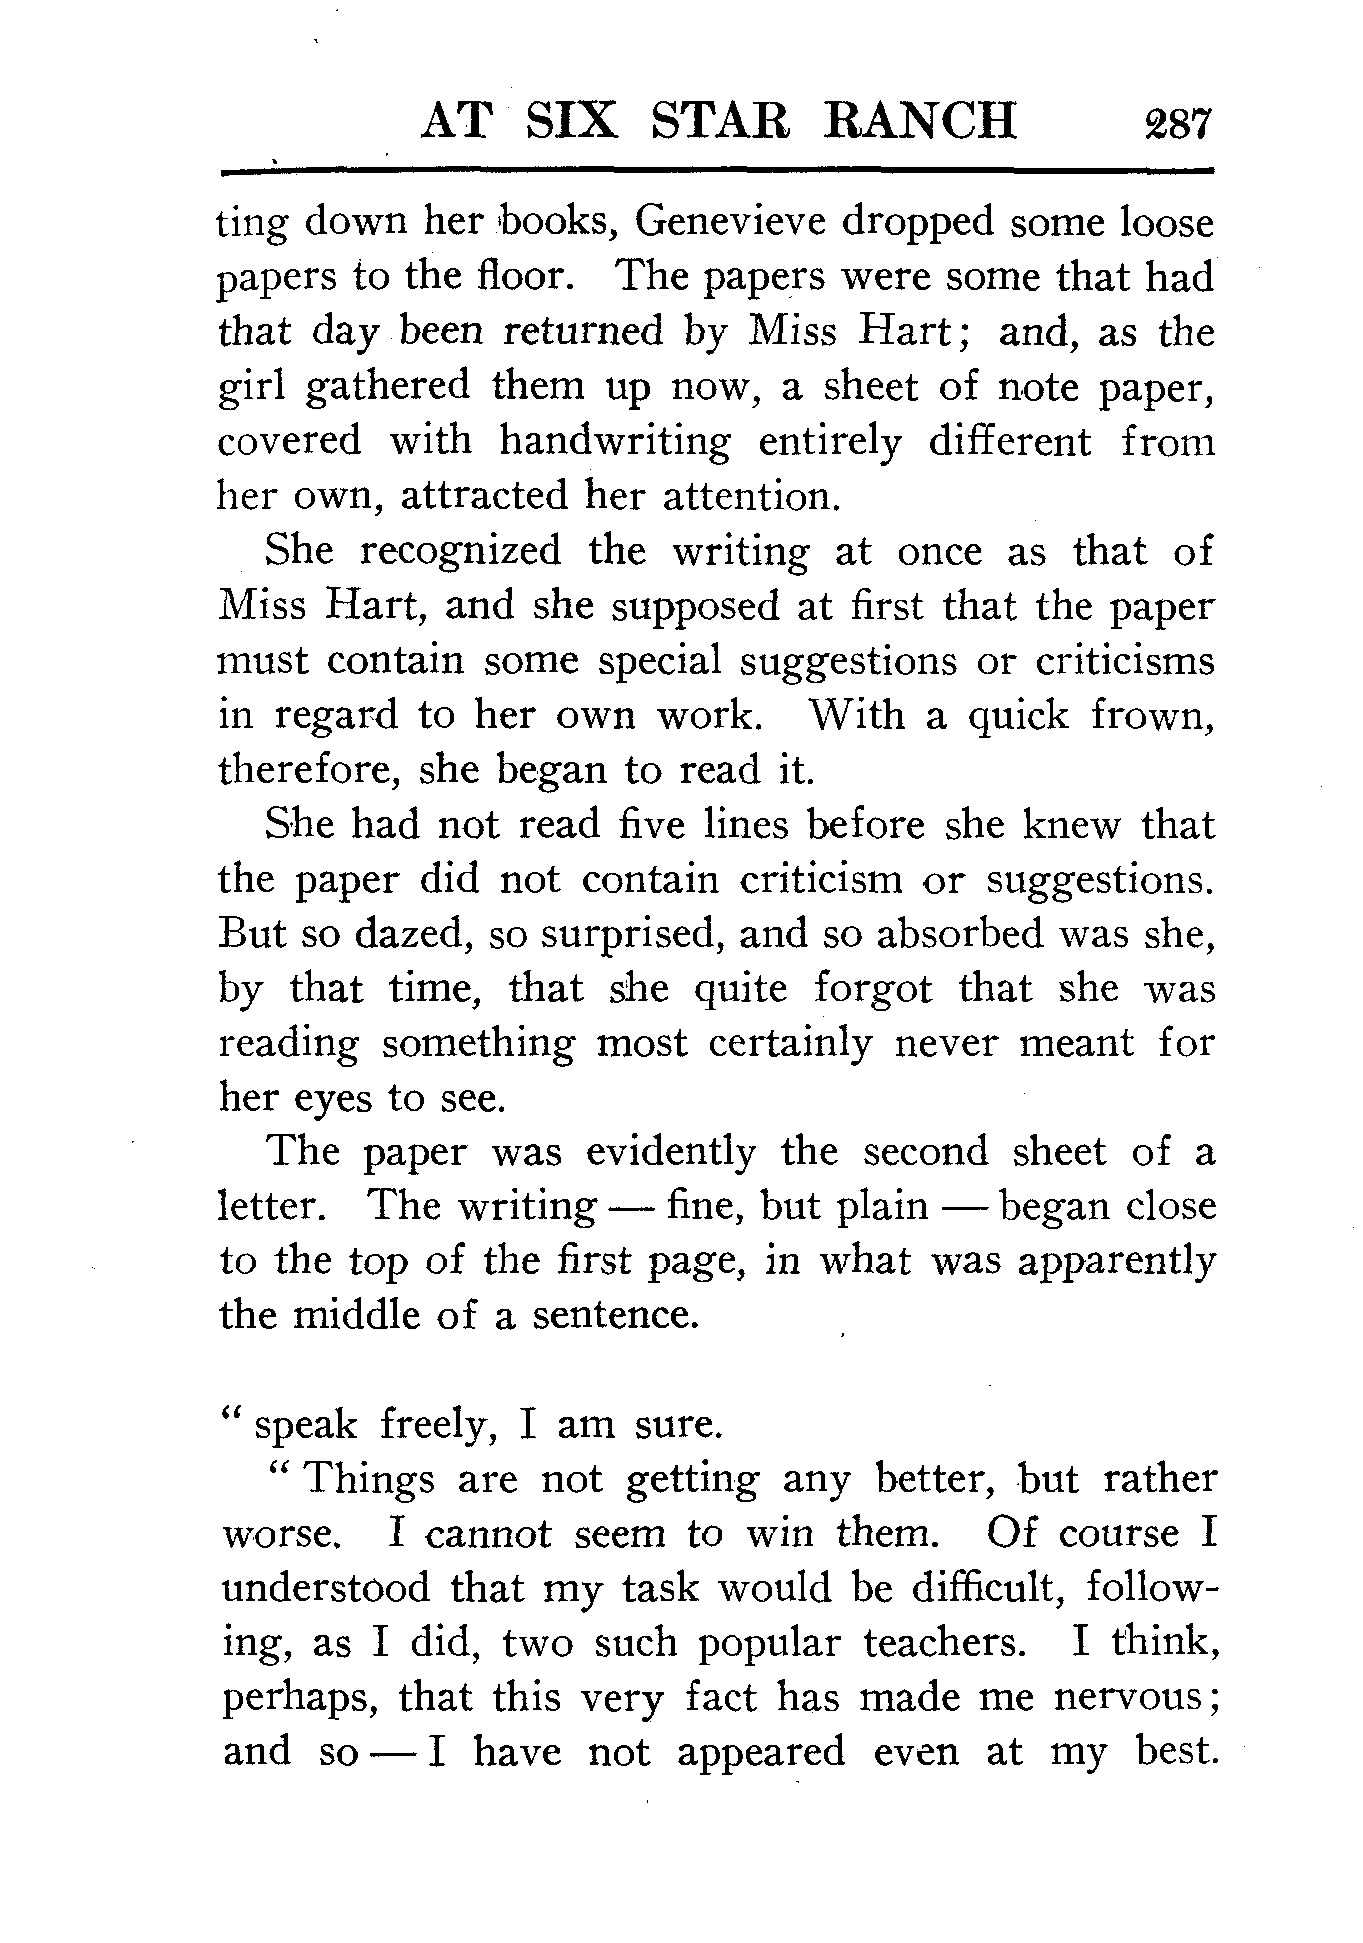 AT SIX STAR RANCH 287
ting down her books, Genevieve dropped some loose
papers to the floor. The papers were some that had
that day been returned by Miss Hart; and, as the
girl gathered them up now, a sheet of note paper,
covered with handwriting entirely different from
her own, attracted her attention.
She recognized the writing at once as that of
Miss Hart, and she supposed at first that the paper
must contain some special suggestions or criticisms
in regard to her own work. With a quick frown,
therefore, she began to read it.
She had not read five lines before she knew that
the paper did not contain criticism or suggestions.
But so dazed, so surprised, and so absorbed was she,
by that time, that she quite forgot that she was
reading something most certainly never meant for
her eyes to see.
The paper was evidently the second sheet of a
letter. The writing — fine, but plain — began close
to the top of the first page, in what was apparently
the middle of a sentence.
“ speak freely, I am sure.
“ Things are not getting any better, but rather
worse. I cannot seem to win them. Of course I
understood that my task would be difficult, follow-
ing, as I did, two such popular teachers. I think,
perhaps, that this very fact has made me nervous;
and so — I have not appeared even at my best.